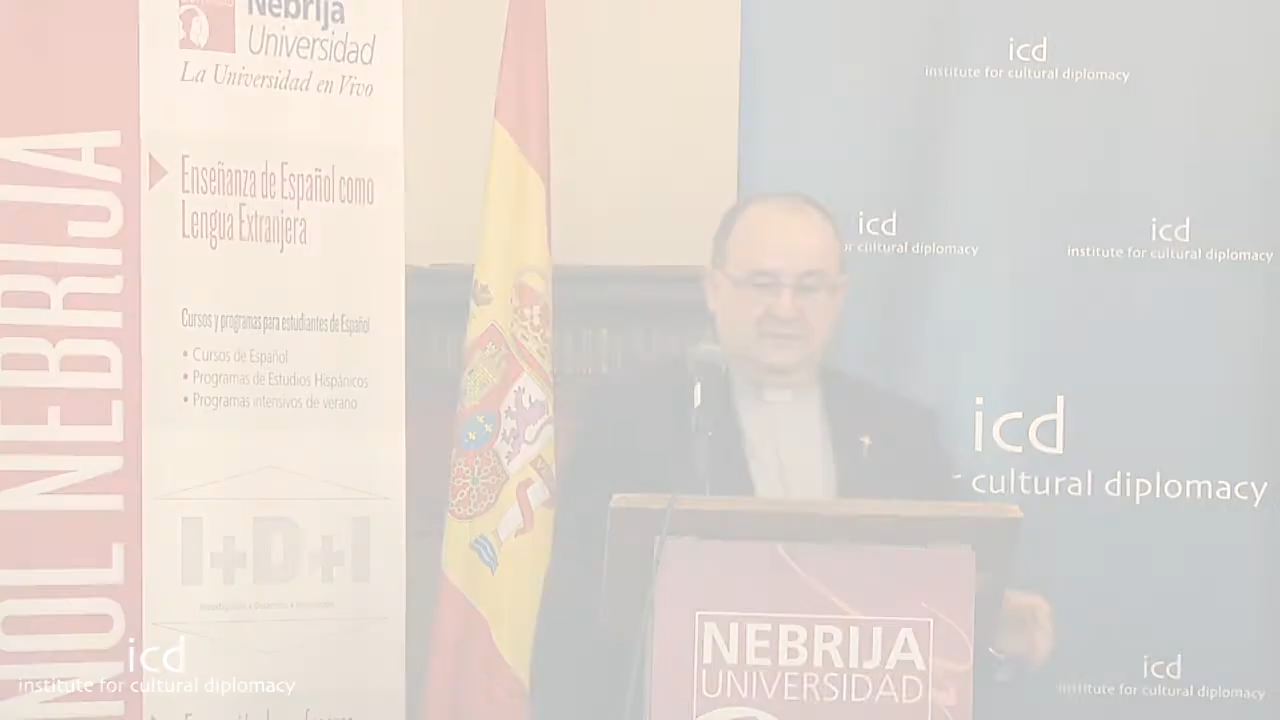 Nebrija
Universidad
La Universidad en Vivo
Enseñanza de Español como
Lengua Extranjera
Cursos y programas para estudiantes de Español
• Cursos de Español
• Programas de Estudios Hispánicos
• Programas intensivos de verano
I+D+I
NEBRIJA
icd
institute for cultural diplomacy
icd
institute for cultural diplomacy
icd
for cultural diplomacy
icd
institute for cultural diplomacy
icd
cultural diplomacy
NEBRIJA
UNIVERSIDAD
icd
institute for cultural diplomacy